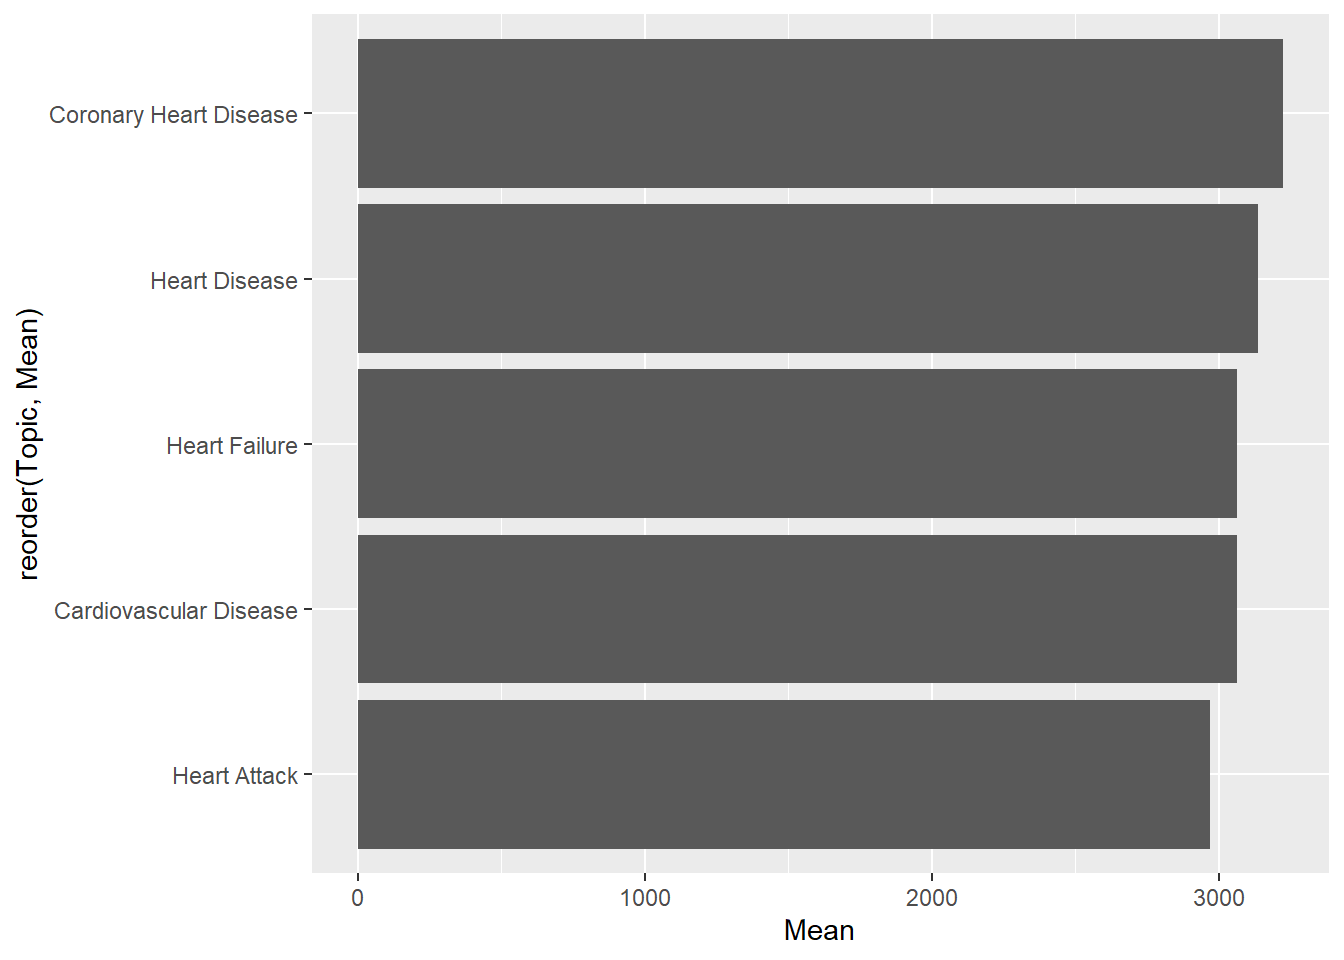 Coronary Heart Disease
Heart Disease
Heart Failure
Cardiovascular Disease
Heart Attack
reorder(Topic, Mean)
0 1000 2000 3000
Mean